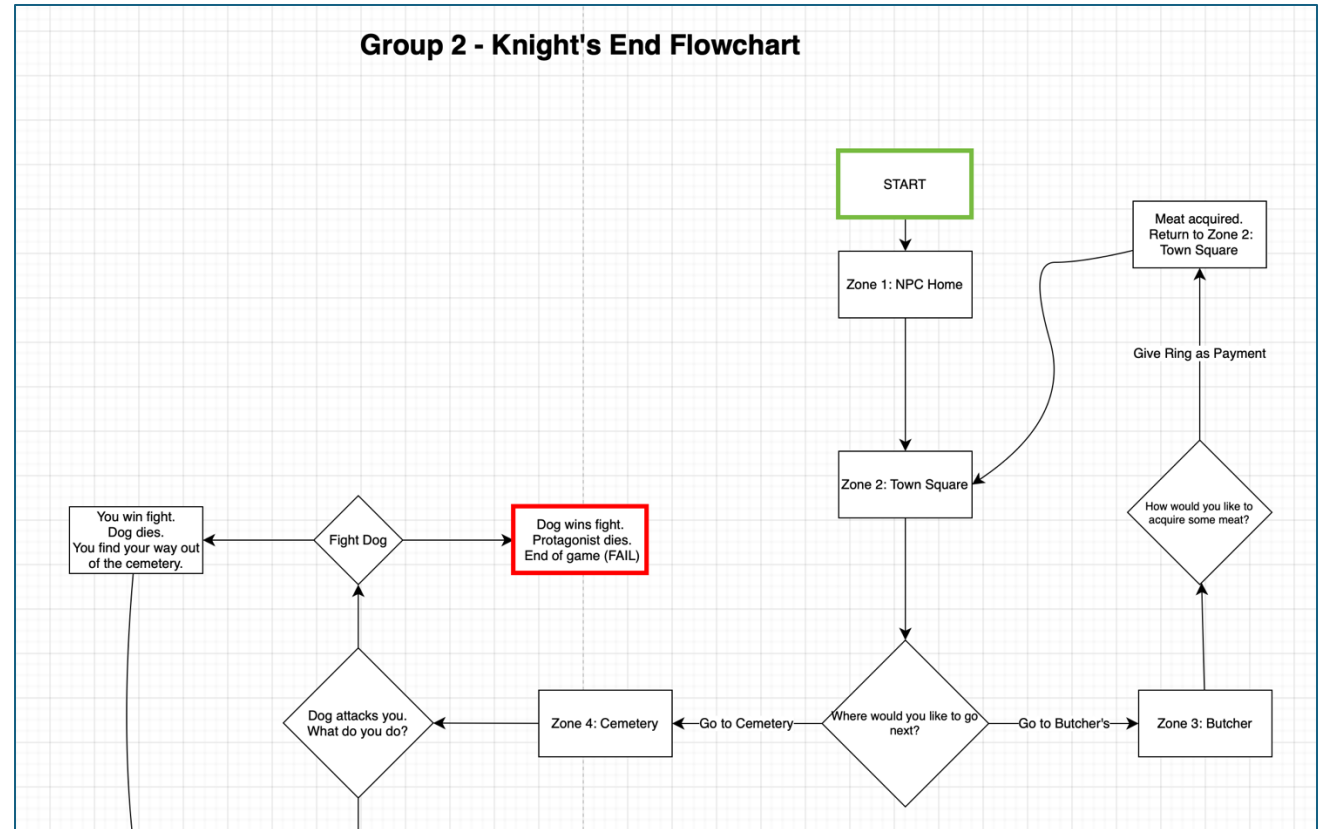 Group 2 - Knight's End Flowchart
START
Meat acquired.
Return to Zone 2:
Town Square
Zone 1: NPC Home
Give Ring as Payment
Zone 2: Town Square
How would you like to
acquire some meat?
You win fight.
Dog dies.
You find your way out
of the cemetery.
Fight Dog
Dog wins fight.
Protagonist dies.
End of game (FAIL)
Dog attacks you.
What do you do?
Zone 4: Cemetery
Go to Cemetery
Where would you like to go
next?
Go to Butcher's
Zone 3: Butcher